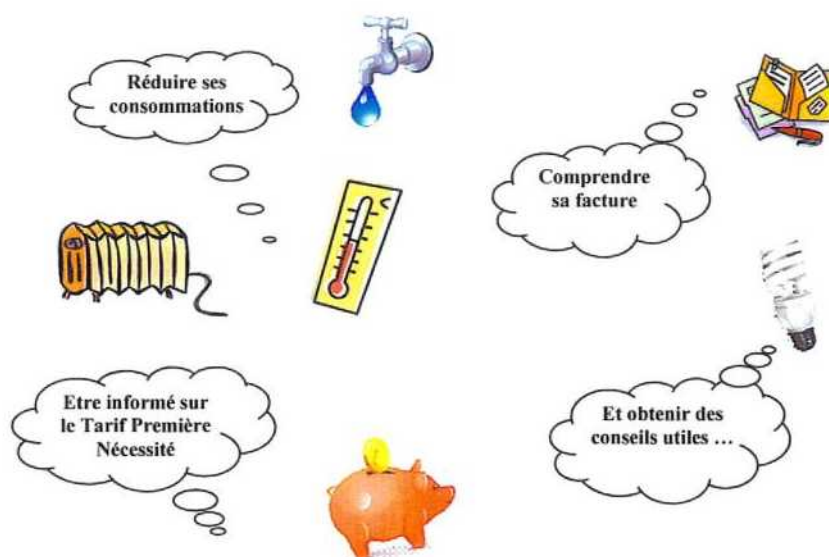 Réduire ses
consommations
Comprendre
sa facture
Etre informé sur
le Tarif Première
Nécessité
Et obtenir des
conseils utiles ...